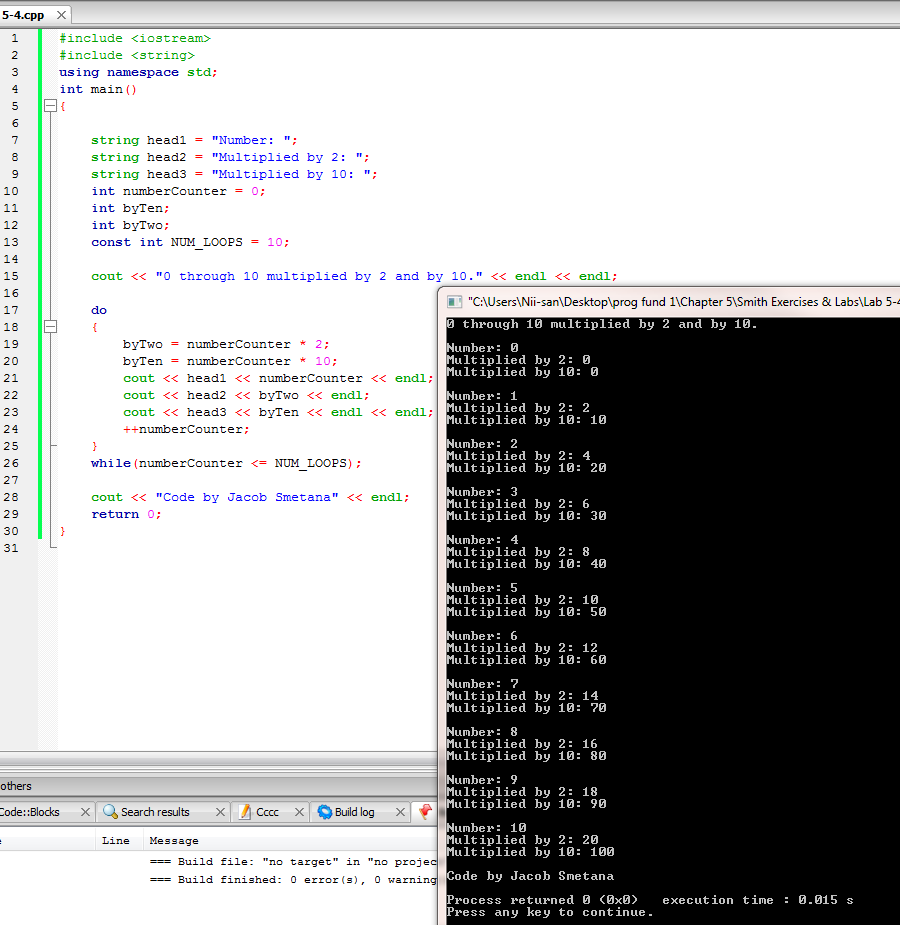 5-4.cpp
1 #include <iostream>
2 #include <string>
3 using namespace std;
4 int main()
5 {
6
7 string head1 = "Number: ";
8 string head2 = "Multiplied by 2: ";
9 string head3 = "Multiplied by 10: ";
10 int numberCounter = 0;
11 int byTen;
12 int byTwo;
13 const int NUM_LOOPS = 10;
14
15 cout << "0 through 10 multiplied by 2 and by 10." << endl << endl;
16
17 do
18 {
19 byTwo = numberCounter * 2;
20 byTen = numberCounter * 10;
21 cout << head1 << numberCounter << endl;
22 cout << head2 << byTwo << endl;
23 cout << head3 << byTen << endl << endl;
24 ++numberCounter;
25 }
26 while(numberCounter <= NUM_LOOPS);
27
28 cout << "Code by Jacob Smetana" << endl;
29 return 0;
30 }
31
"C:\Users\Nii-san\Desktop\prog fund 1\Chapter 5\Smith Exercises & Labs\Lab 5-4
0 through 10 multiplied by 2 and by 10.
Number: 0
Multiplied by 2: 0
Multiplied by 10: 0
Number: 1
Multiplied by 2: 2
Multiplied by 10: 10
Number: 2
Multiplied by 2: 4
Multiplied by 10: 20
Number: 3
Multiplied by 2: 6
Multiplied by 10: 30
Number: 4
Multiplied by 2: 8
Multiplied by 10: 40
Number: 5
Multiplied by 2: 10
Multiplied by 10: 50
Number: 6
Multiplied by 2: 12
Multiplied by 10: 60
Number: 7
Multiplied by 2: 14
Multiplied by 10: 70
Number: 8
Multiplied by 2: 16
Multiplied by 10: 80
Number: 9
Multiplied by 2: 18
Multiplied by 10: 90
Number: 10
Multiplied by 2: 20
Multiplied by 10: 100
Code by Jacob Smetana
Process returned 0 (0x0) execution time : 0.015 s
Press any key to continue.
others
Code::Blocks Search results Cccc Build log
Line Message
=== Build file: "no target" in "no projec
=== Build finished: 0 error(s), 0 warning